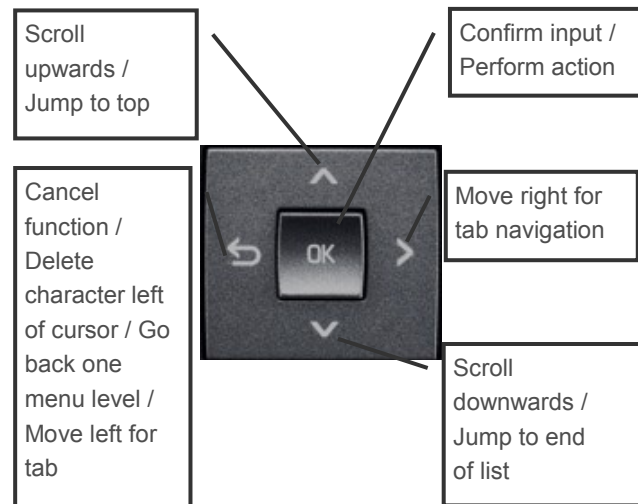 Scroll
upwards /
Jump to top
Confirm input /
Perform action
Cancel
function /
Delete
character left
of cursor / Go
back one
menu level /
Move left for
tab
OK
Move right for
tab navigation
Scroll
downwards /
Jump to end
of list